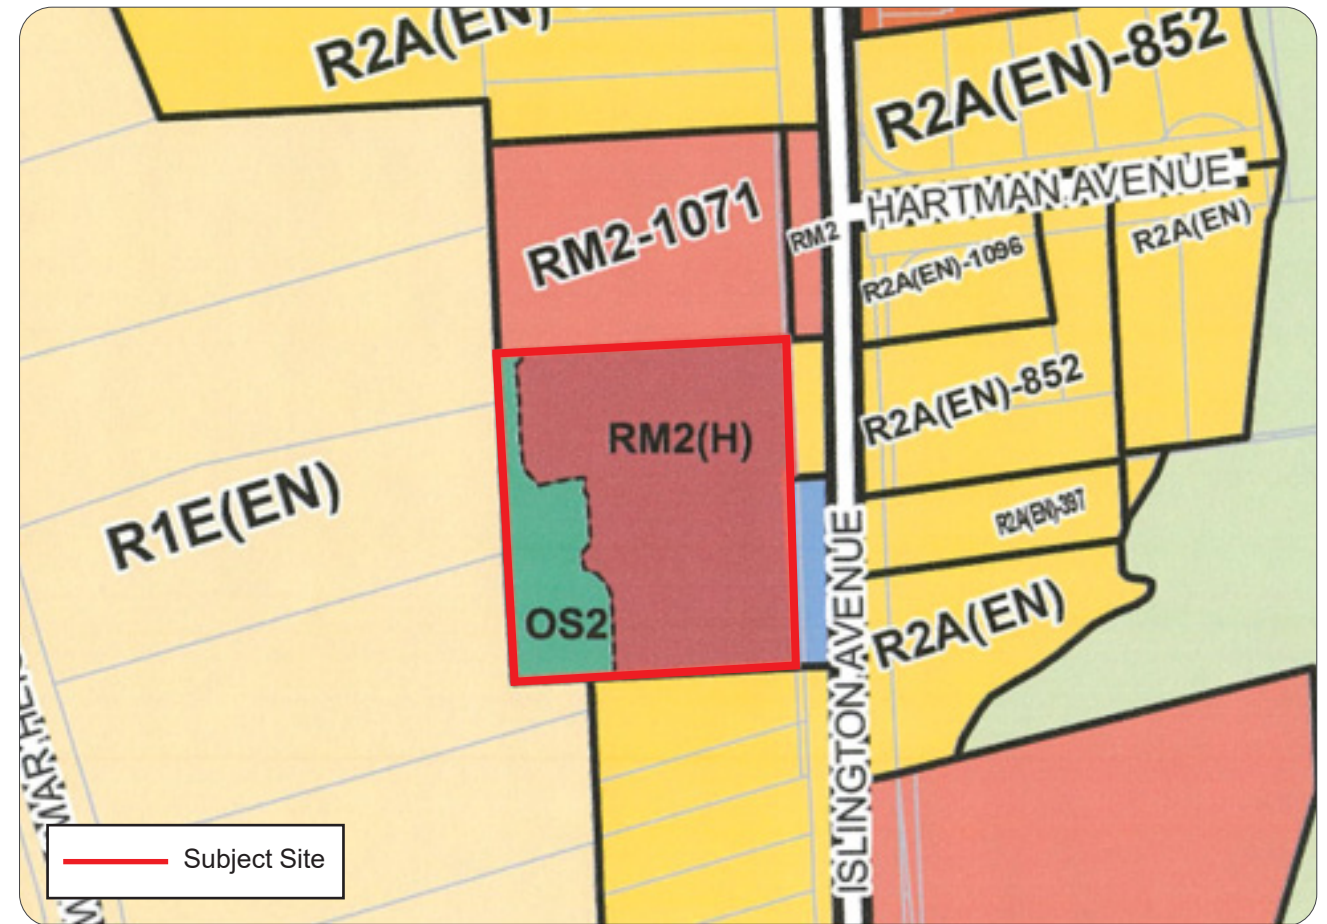 R2A(EN)
R2A(EN)-852
HARTMAN AVENUE
RM2-1071
RM2
R2A(EN)
R2A(EN)-1096
R2A(EN)-852
RM2(H)
R1E(EN)
R2A(EN)-397
OS2
R2A(EN)
ISLINGTON AVENUE
Subject Site